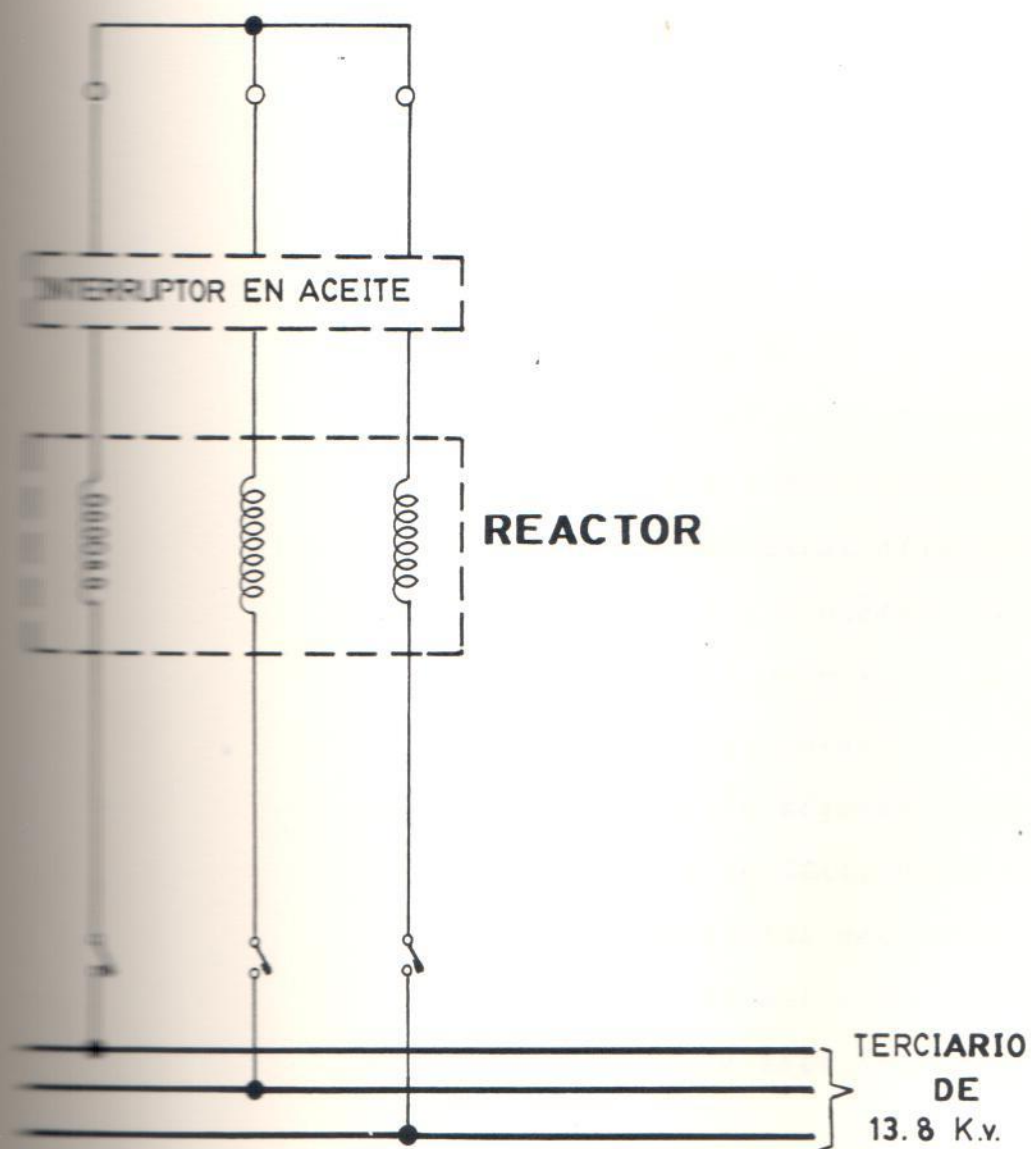 INTERRUPTOR EN ACEITE
REACTOR
TERCIARIO
DE
13.8 K.v.